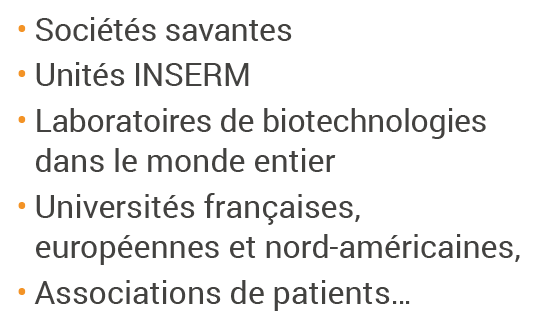 • Sociétés savantes
• Unités INSERM
• Laboratoires de biotechnologies
dans le monde entier
• Universités françaises,
européennes et nord-américaines,
• Associations de patients…